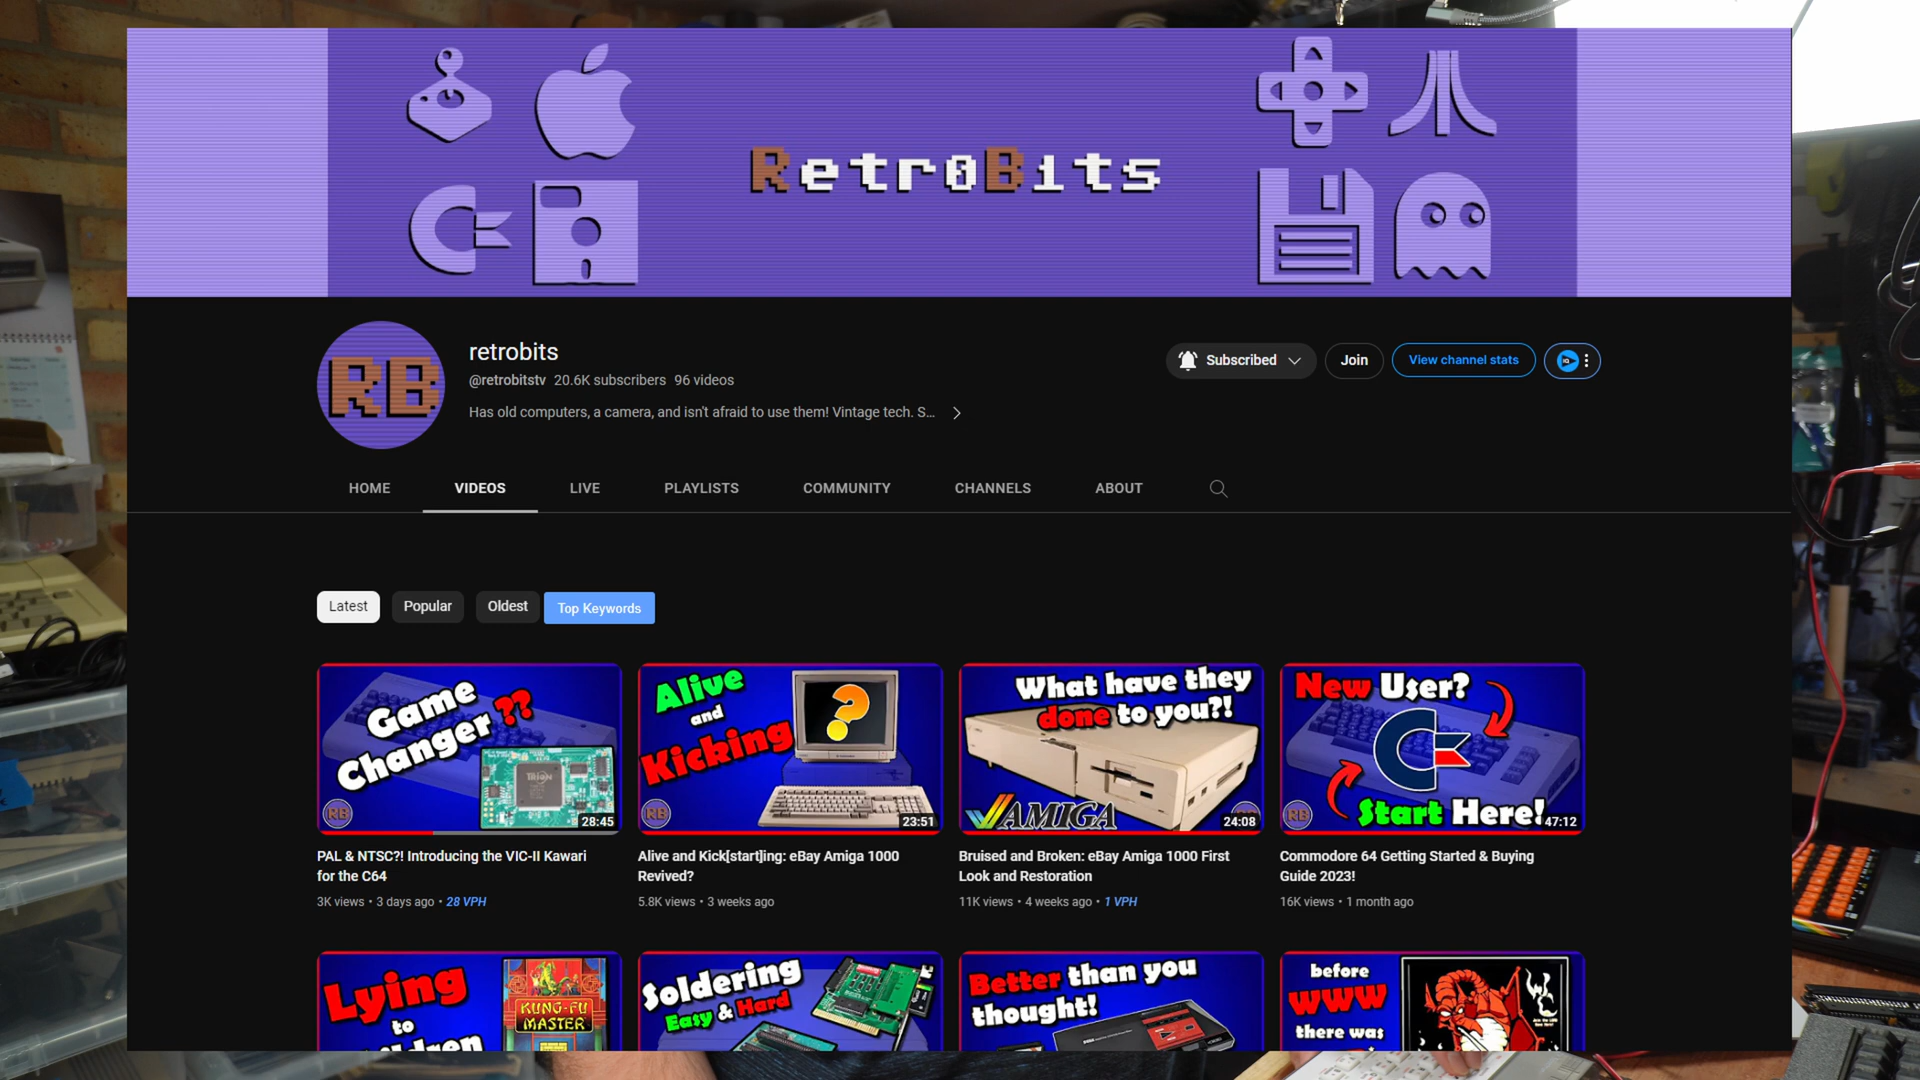 RetroBits
RB
retrobits
@retrobitstv 20.6K subscribers 96 videos
Has old computers, a camera, and isn't afraid to use them! Vintage tech. S...
Subscribed
Join
View channel stats
HOME
VIDEOS
LIVE
PLAYLISTS
COMMUNITY
CHANNELS
ABOUT
Latest
Popular
Oldest
Top Keywords
Game
Changer ??
TRION
RB
28:45
PAL & NTSC?! Introducing the VIC-II Kawari
for the C64
3K views • 3 days ago • 28 VPH
Alive
and
Kicking
?
RB
23:51
Alive and Kick[start]ing: eBay Amiga 1000
Revived?
5.8K views • 3 weeks ago
What have they
done to you?!
AMIGA
RB
24:08
Bruised and Broken: eBay Amiga 1000 First
Look and Restoration
11K views • 4 weeks ago • 1 VPH
New User?
Start Here!
RB
47:12
Commodore 64 Getting Started & Buying
Guide 2023!
16K views • 1 month ago
Lying
to
KUNG-FU
MASTER
Soldering
Easy & Hard
Better than you
thought!
before
WWW
there was